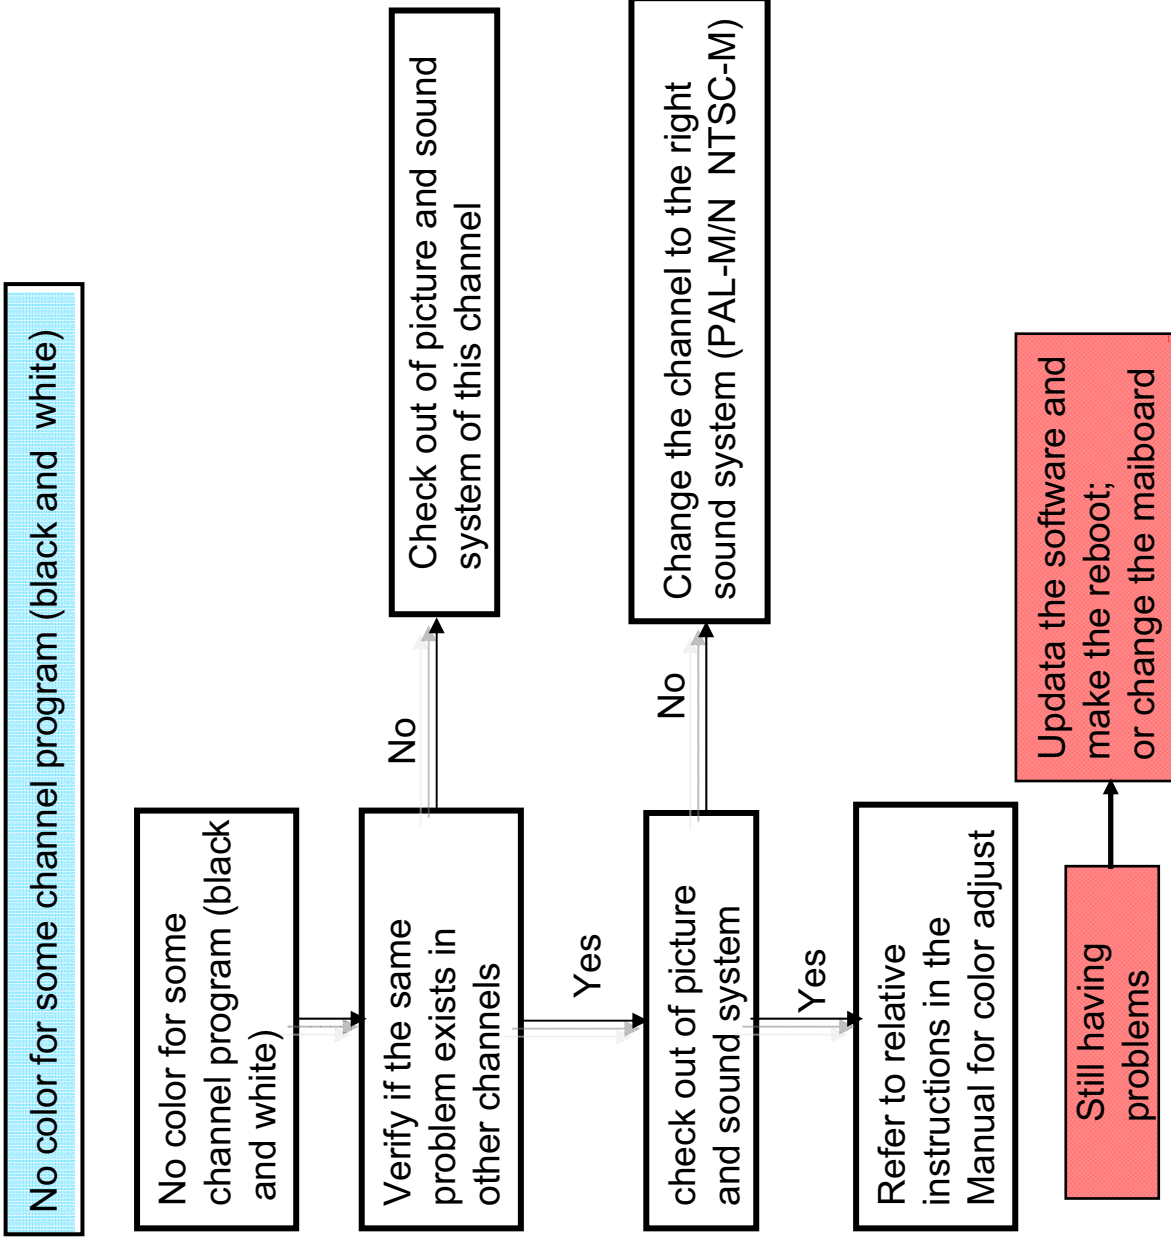 No color for some channel program (black and white)
No color for some
channel program (black
and white)
Verify if the same
problem exists in
other channels
No
Check out of picture and sound
system of this channel
Yes
check out of picture
and sound system
No
Change the channel to the right
sound system (PAL-M/N NTSC-M)
Yes
Refer to relative
instructions in the
Manual for color adjust
Still having
problems
Updata the software and
make the reboot;
or change the maiboard